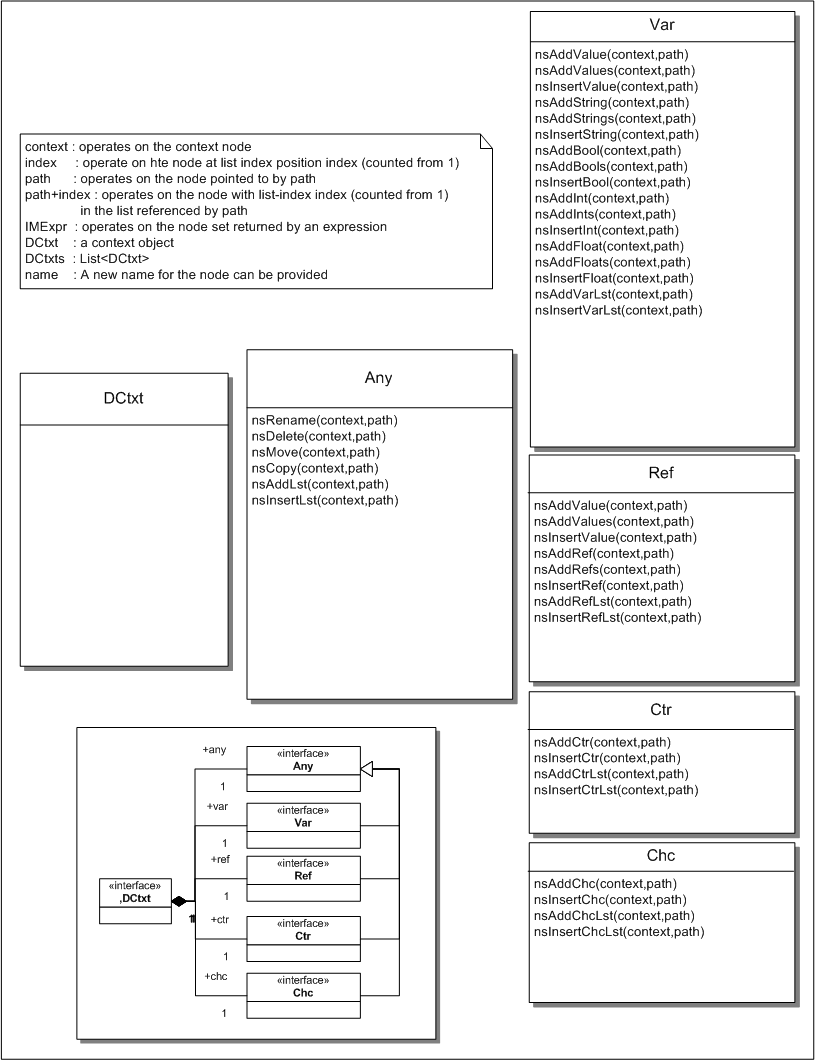 Var
nsAddValue(context,path)
nsAddValues(context,path)
nsInsertValue(context,path)
nsAddString(context,path)
nsAddStrings(context,path)
nsInsertString(context,path)
nsAddBool(context,path)
nsAddBools(context,path)
nsInsertBool(context,path)
nsAddInt(context,path)
nsAddInts(context,path)
nsInsertInt(context,path)
nsAddFloat(context,path)
nsAddFloats(context,path)
nsInsertFloat(context,path)
nsAddVarLst(context,path)
nsInsertVarLst(context,path)
context : operates on the context node
index : operate on hte node at list index position index (counted from 1)
path : operates on the node pointed to by path
path+index : operates on the node with list-index index (counted from 1)
in the list referenced by path
IMExpr : operates on the node set returned by an expression
DCtxt : a context object
DCtxts : List<DCtxt>
name : A new name for the node can be provided
DCtxt
Any
nsRename(context,path)
nsDelete(context,path)
nsMove(context,path)
nsCopy(context,path)
nsAddLst(context,path)
nsInsertLst(context,path)
Ref
nsAddValue(context,path)
nsAddValues(context,path)
nsInsertValue(context,path)
nsAddRef(context,path)
nsAddRefs(context,path)
nsInsertRef(context,path)
nsAddRefLst(context,path)
nsInsertRefLst(context,path)
Ctr
nsAddCtr(context,path)
nsInsertCtr(context,path)
nsAddCtrLst(context,path)
nsInsertCtrLst(context,path)
Chc
nsAddChc(context,path)
nsInsertChc(context,path)
nsAddChcLst(context,path)
nsInsertChcLst(context,path)
+any
«interface»
Any
1
+var
«interface»
Var
1
+ref
«interface»
Ref
1
«interface»
,DCtxt
+ctr
«interface»
Ctr
1
+chc
«interface»
Chc
1